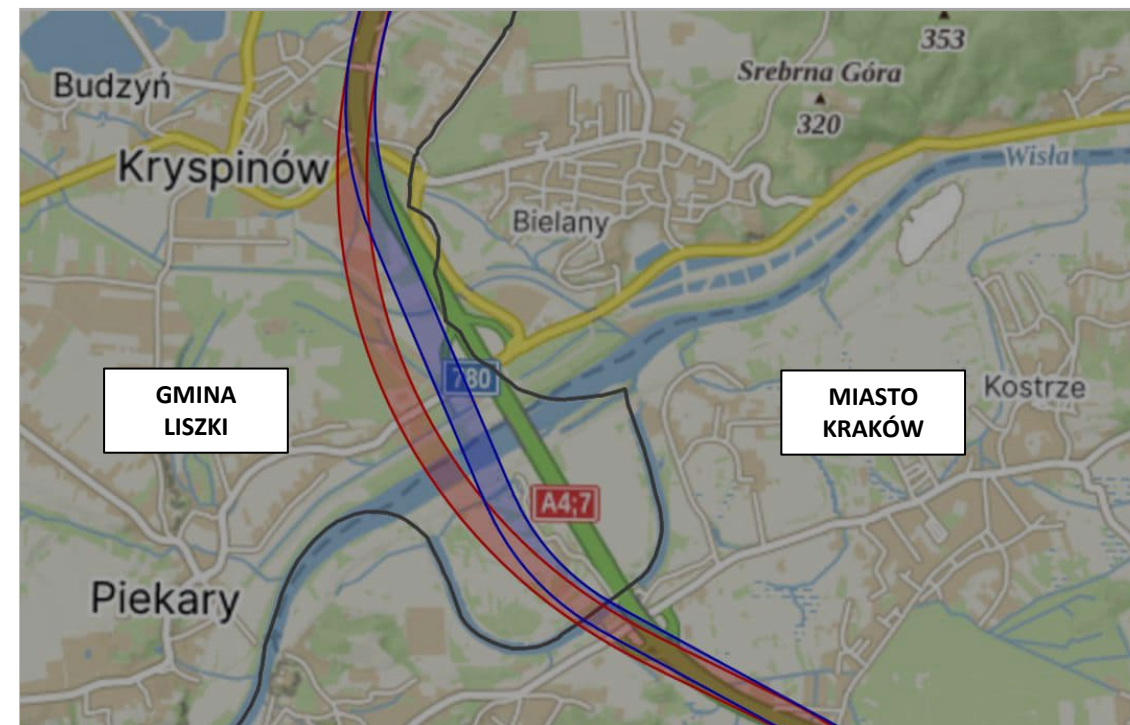 353
Srebrna Góra
320
Budzyń
Kryspinów
Wisła
Bielany
780
GMINA
LISZKI
MIASTO
KRAKÓW
Kostrze
A4;7
Piekary